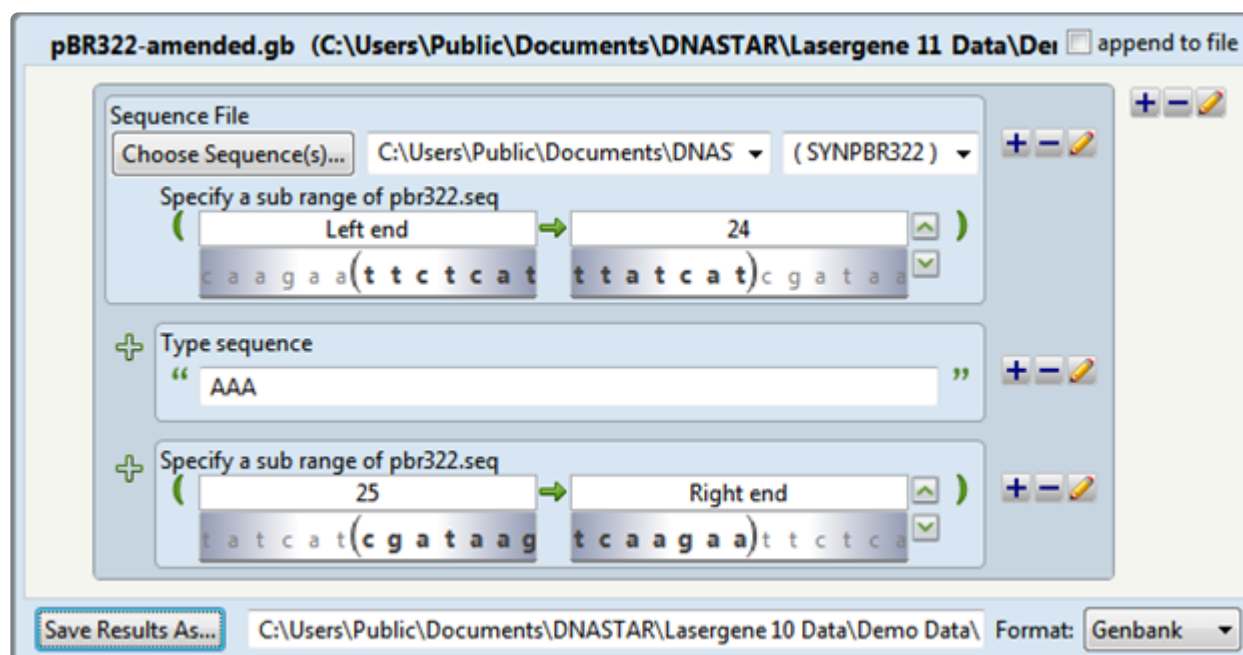 pBR322-amended.gb (C:\Users\Public\Documents\DNASTAR\Lasergene 11 Data\Der append to file
Sequence File
Choose Sequence(s)... C:\Users\Public\Documents\DNAS ( SYNPBR322 )
Specify a sub range of pbr322.seq
( Left end 24 )
c a a g a a ( t t c t c a t t t a t c a t ) c g a t a a
Type sequence
“ AAA ”
Specify a sub range of pbr322.seq
( 25 Right end )
t a t c a t ( c g a t a a g t c a a g a a ) t t c t c a
Save Results As... C:\Users\Public\Documents\DNASTAR\Lasergene 10 Data\Demo Data\ Format: Genbank